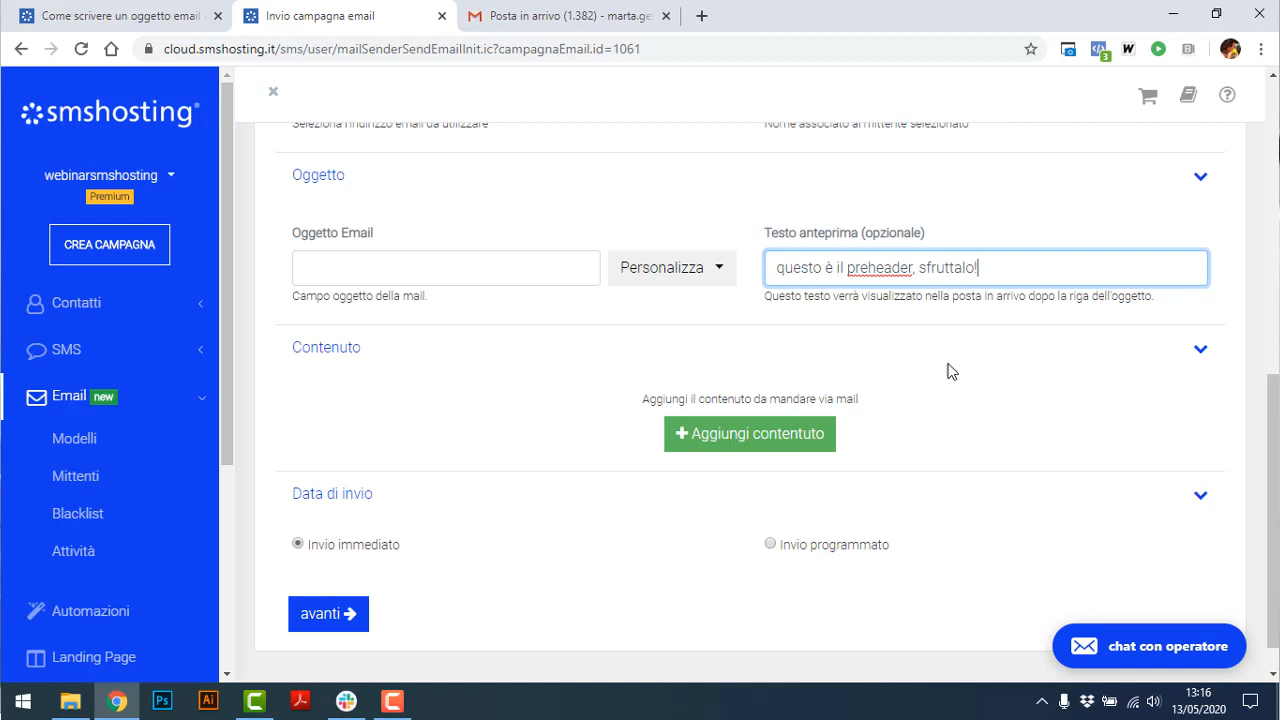 Come scrivere un oggetto email e
Invio campagna email
Posta in arrivo (1.382) - marta.ge
cloud.smshosting.it/sms/user/mailSenderSendEmailInit.ic?campagnaEmail.id=1061
3
smshosting®
webinarsmshosting
Premium
CREA CAMPAGNA
Contatti
SMS
Email new
Modelli
Mittenti
Blacklist
Attività
Automazioni
Landing Page
Seleziona l'indirizzo email da utilizzare
Nome associato al mittente selezionato
Oggetto
Oggetto Email
Testo anteprima (opzionale)
Personalizza
questo è il preheader, sfruttalo!
Campo oggetto della mail.
Questo testo verrà visualizzato nella posta in arrivo dopo la riga dell'oggetto.
Contenuto
Aggiungi il contenuto da mandare via mail
Aggiungi contentuto
Data di invio
Invio immediato
Invio programmato
avanti
chat con operatore
Ps
Ai
13:16
13/05/2020